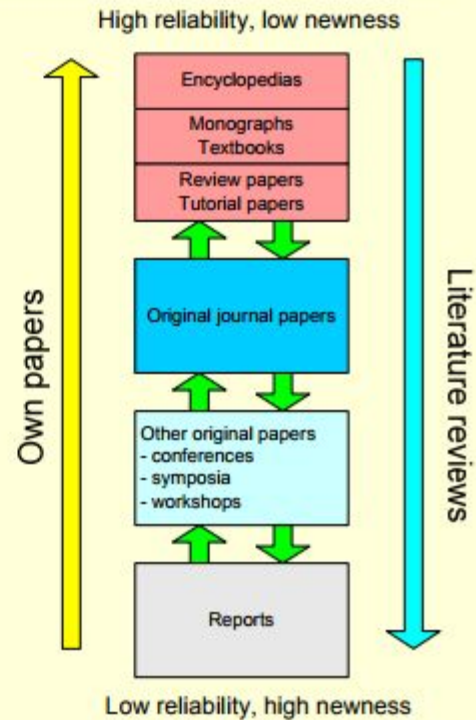 High reliability, low newness
Encyclopedias
Monographs
Textbooks
Review papers
Tutorial papers
Own papers
Original journal papers
Literature reviews
Other original papers
- conferences
- symposia
- workshops
Reports
Low reliability, high newness